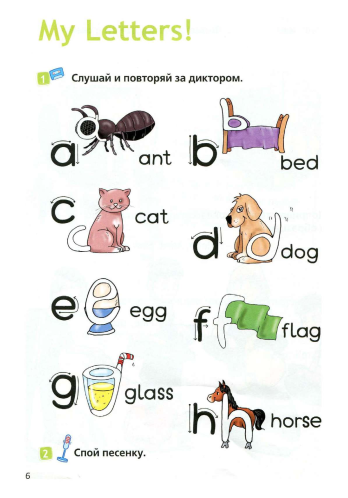 My Letters!
1 Слушай и повторяй за диктором.
a ant
b bed
c cat
d dog
e egg
f flag
g glass
h horse
2 Спой песенку.
6